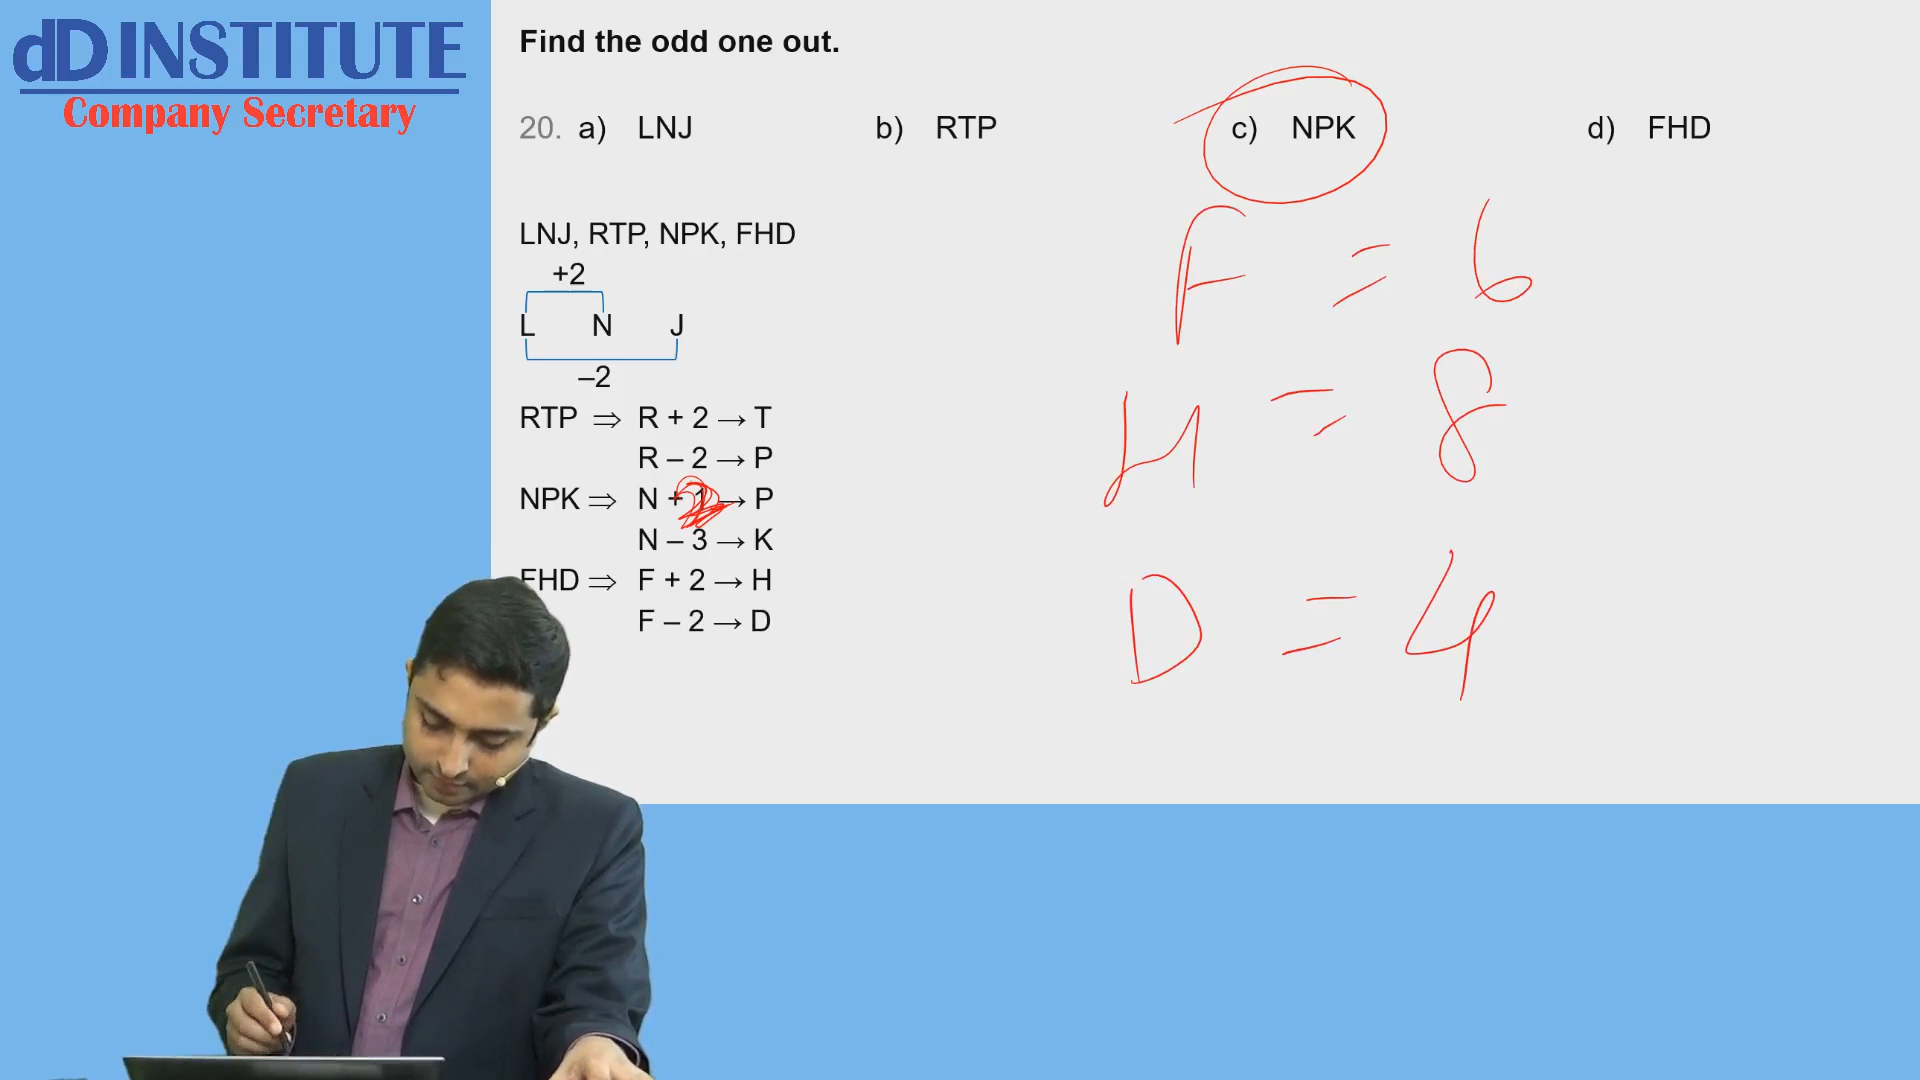 dD INSTITUTE
Company Secretary
Find the odd one out.
20. a) LNJ b) RTP c) NPK d) FHD
LNJ, RTP, NPK, FHD
+2
L N J
–2
RTP ⇒ R + 2 → T
R – 2 → P
NPK ⇒ N + 2 → P
N – 3 → K
FHD ⇒ F + 2 → H
F – 2 → D
F = 6
H = 8
D = 4